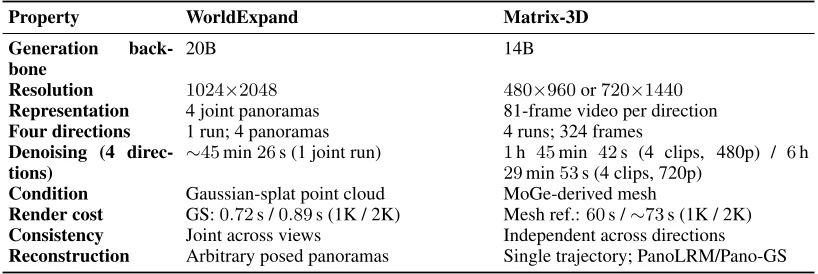 Property WorldExpand Matrix-3D
Generation back- 20B 14B
bone
Resolution 1024×2048 480×960 or 720×1440
Representation 4 joint panoramas 81-frame video per direction
Four directions 1 run; 4 panoramas 4 runs; 324 frames
Denoising (4 direc- ∼45 min 26 s (1 joint run) 1 h 45 min 42 s (4 clips, 480p) / 6 h
tions) 29 min 53 s (4 clips, 720p)
Condition Gaussian-splat point cloud MoGe-derived mesh
Render cost GS: 0.72 s / 0.89 s (1K / 2K) Mesh ref.: 60 s / ∼73 s (1K / 2K)
Consistency Joint across views Independent across directions
Reconstruction Arbitrary posed panoramas Single trajectory; PanoLRM/Pano-GS